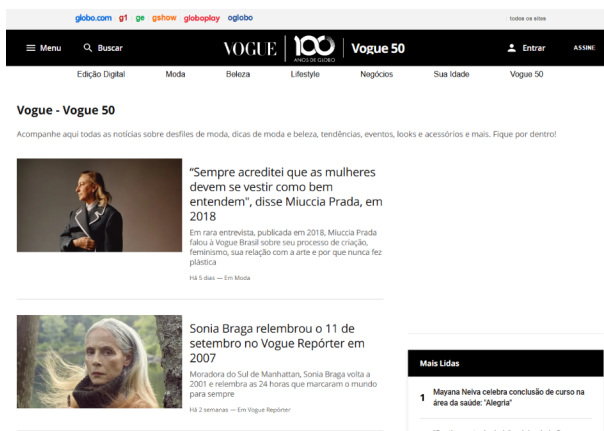 globo.com g1 ge gshow globoplay oglobo todos os sites
Menu Buscar VOGUE 100 ANOS DE GLOBO Vogue 50 Entrar ASSINE
Edição Digital Moda Beleza Lifestyle Negócios Sua Idade Vogue 50
Vogue - Vogue 50
Acompanhe aqui todas as notícias sobre desfiles de moda, dicas de moda e beleza, tendências, eventos, looks e acessórios e mais. Fique por dentro!
“Sempre acreditei que as mulheres
devem se vestir como bem
entendem", disse Miuccia Prada, em
2018
Em rara entrevista, publicada em 2018, Miuccia Prada
falou à Vogue Brasil sobre seu processo de criação,
feminismo, sua relação com a arte e por que nunca fez
plástica
Há 5 dias — Em Moda
Sonia Braga relembrou o 11 de
setembro no Vogue Repórter em
2007
Moradora do Sul de Manhattan, Sonia Braga volta a
2001 e relembra as 24 horas que marcaram o mundo
para sempre
Há 2 semanas — Em Vogue Repórter
Mais Lidas
1 Mayana Neiva celebra conclusão de curso na
área da saúde: "Alegria"